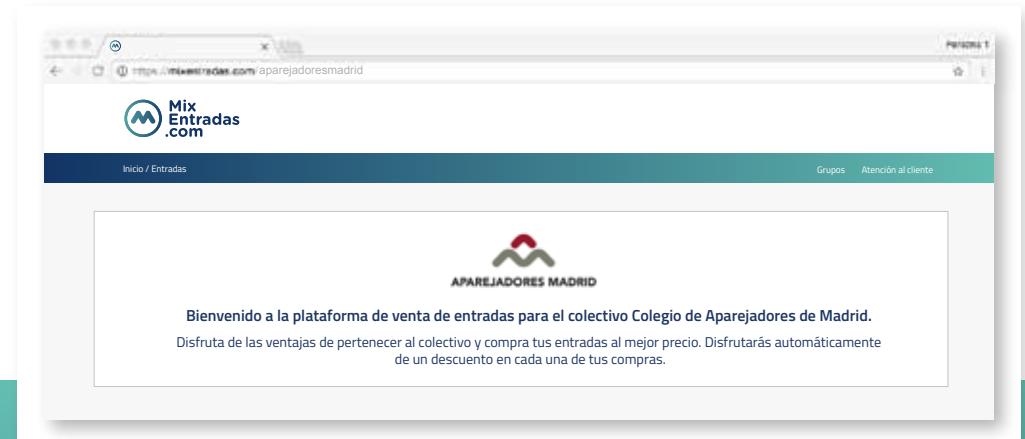 Persona 1
https://mixentradas.com/aparejadoresmadrid
Mix
Entradas
.com
Inicio / Entradas
Grupos Atención al cliente
APAREJADORES MADRID
Bienvenido a la plataforma de venta de entradas para el colectivo Colegio de Aparejadores de Madrid.
Disfruta de las ventajas de pertenecer al colectivo y compra tus entradas al mejor precio. Disfrutarás automáticamente
de un descuento en cada una de tus compras.